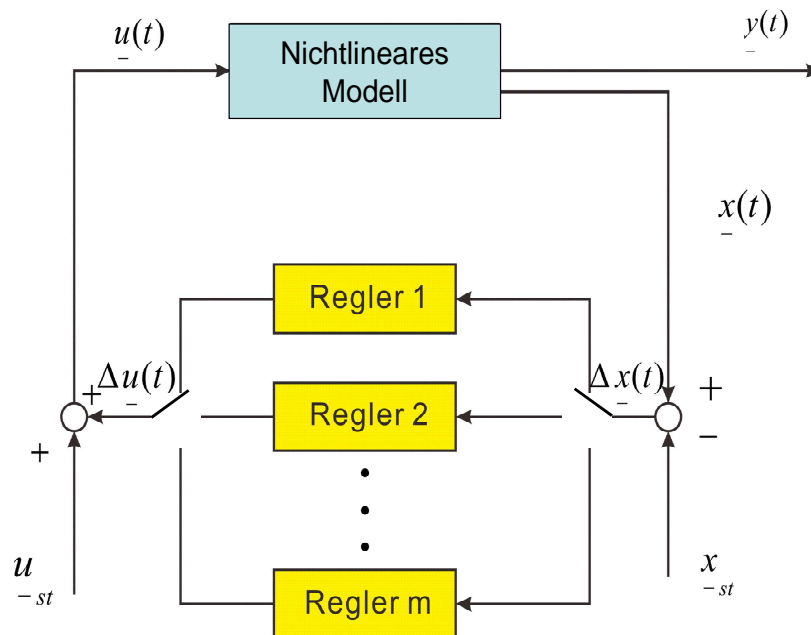 u(t)
Nichtlineares
Modell
y(t)
x(t)
Regler 1
Δu(t)
Δx(t)
+
+
Regler 2
+
−
u
-st
x
-st
Regler m